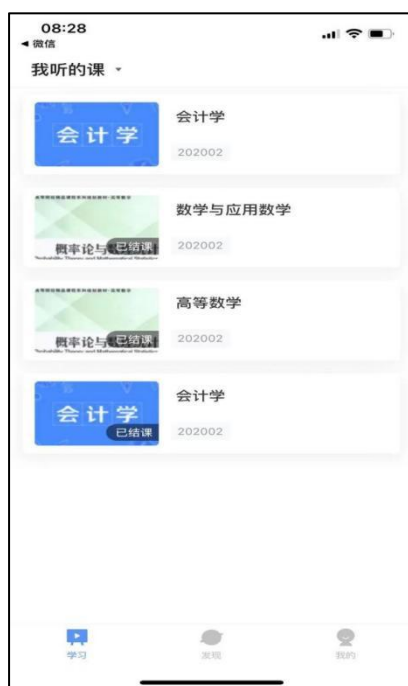 08:28
微信
我听的课
会计学
会计学
202002
数学与应用数学
概率论与
已结课
202002
高等数学
概率论与
已结课
202002
会计学
会计学
已结课
202002
学习
发现
我的